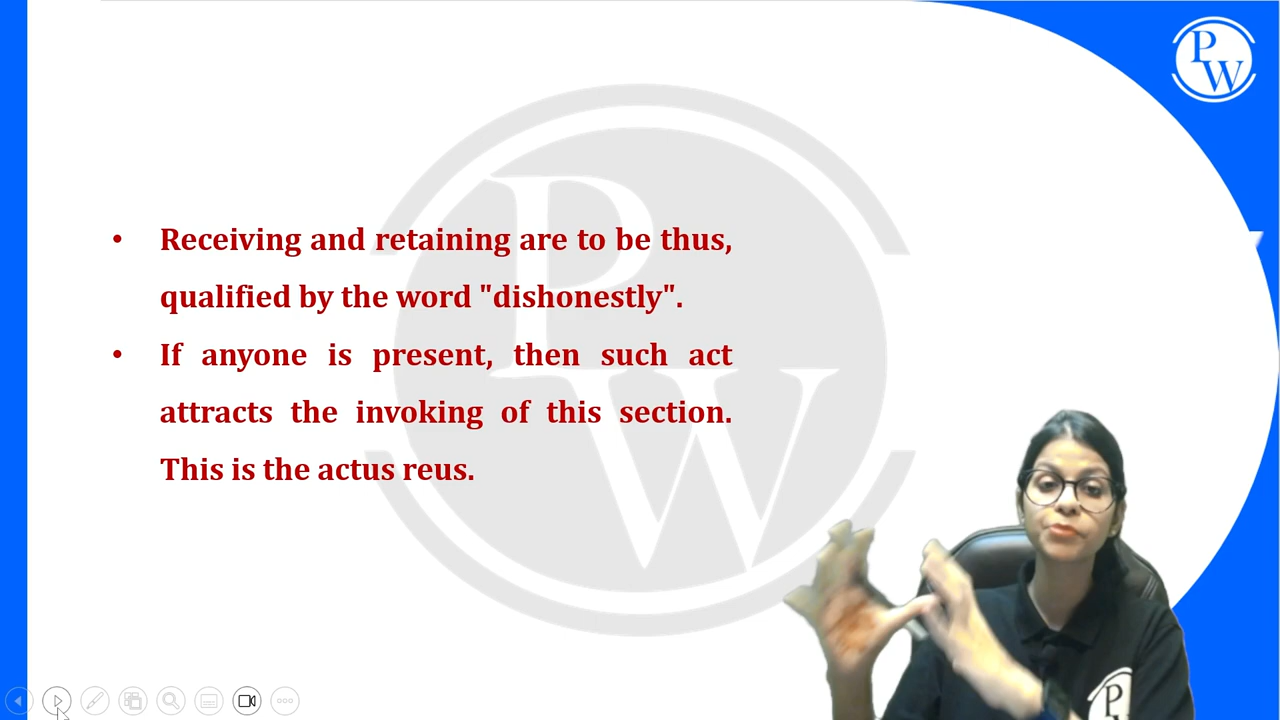 P
W
Receiving and retaining are to be thus,
qualified by the word "dishonestly".
If anyone is present, then such act
attracts the invoking of this section.
This is the actus reus.
P
W
P
W